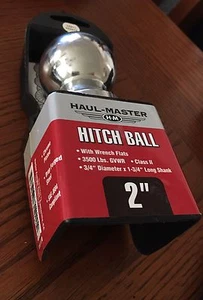 HAUL-MASTER
H-M
HITCH BALL
• With Wrench Flats
• 3500 Lbs. GVWR • Class II
• 3/4" Diameter x 1-3/4" Long Shank
2"